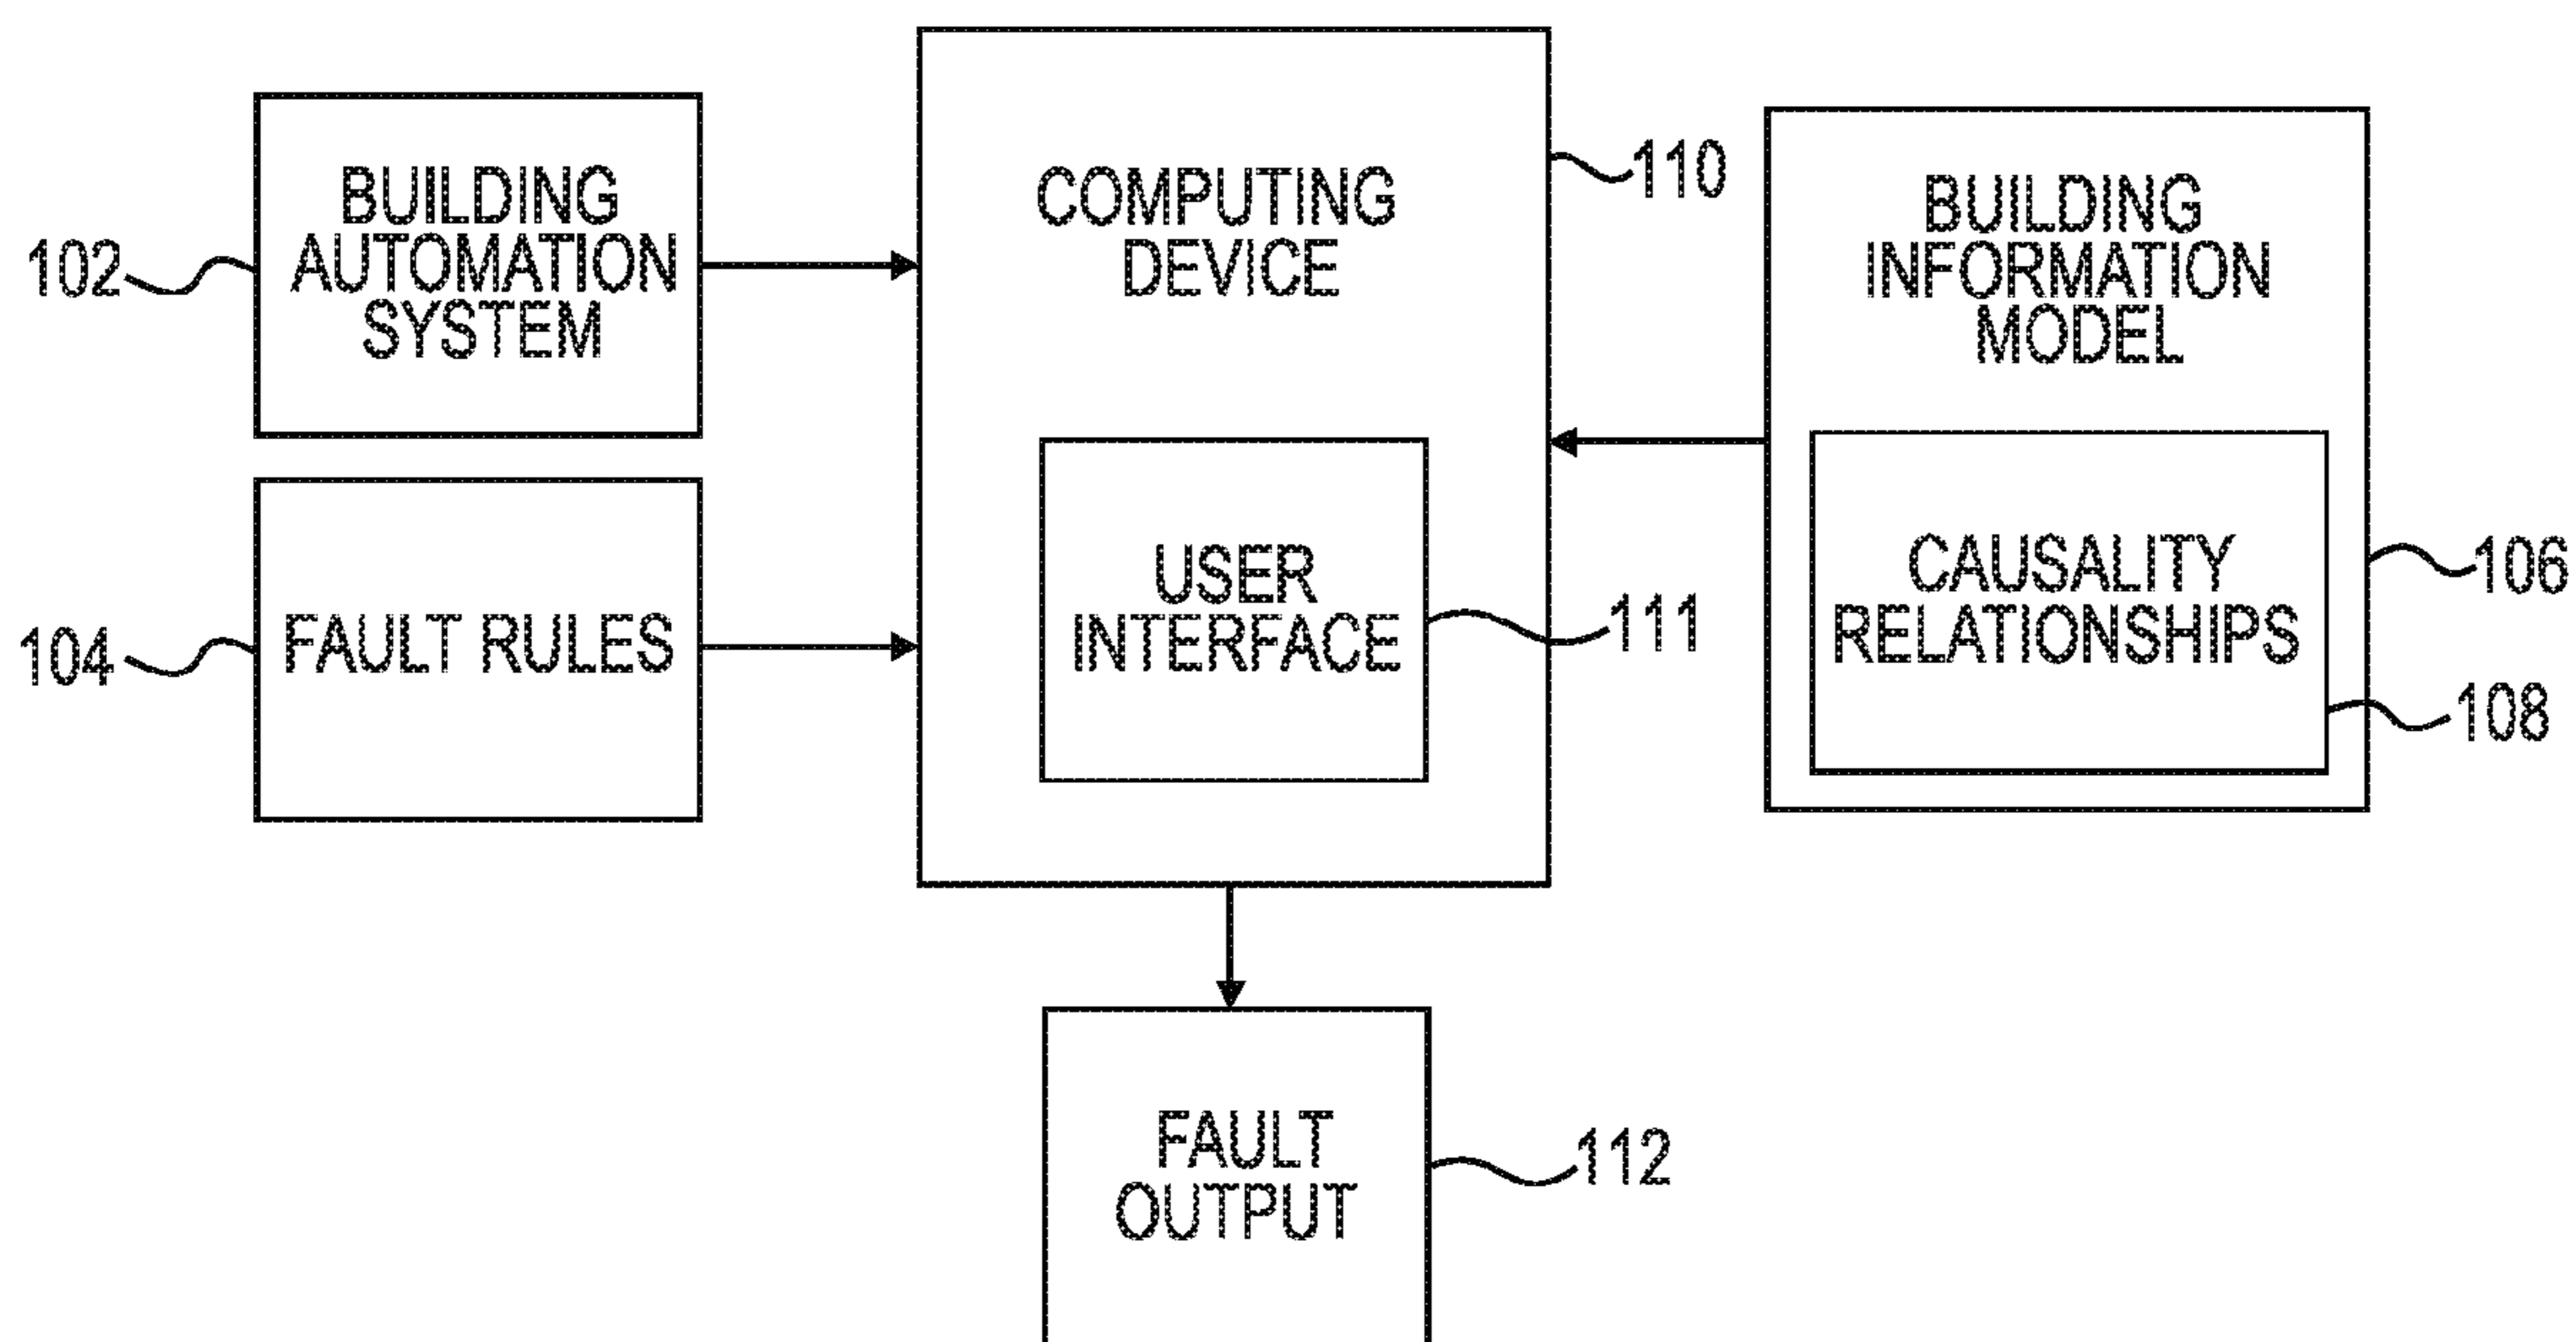 102
BUILDING
AUTOMATION
SYSTEM
104
FAULT RULES
COMPUTING
DEVICE
110
USER
INTERFACE
111
BUILDING
INFORMATION
MODEL
CAUSALITY
RELATIONSHIPS
106
108
FAULT
OUTPUT
112